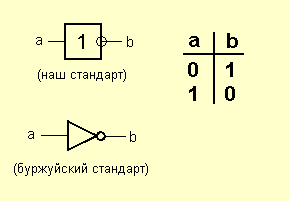 a 1 b
(наш стандарт)
a b
0 1
1 0
a b
(буржуйский стандарт)